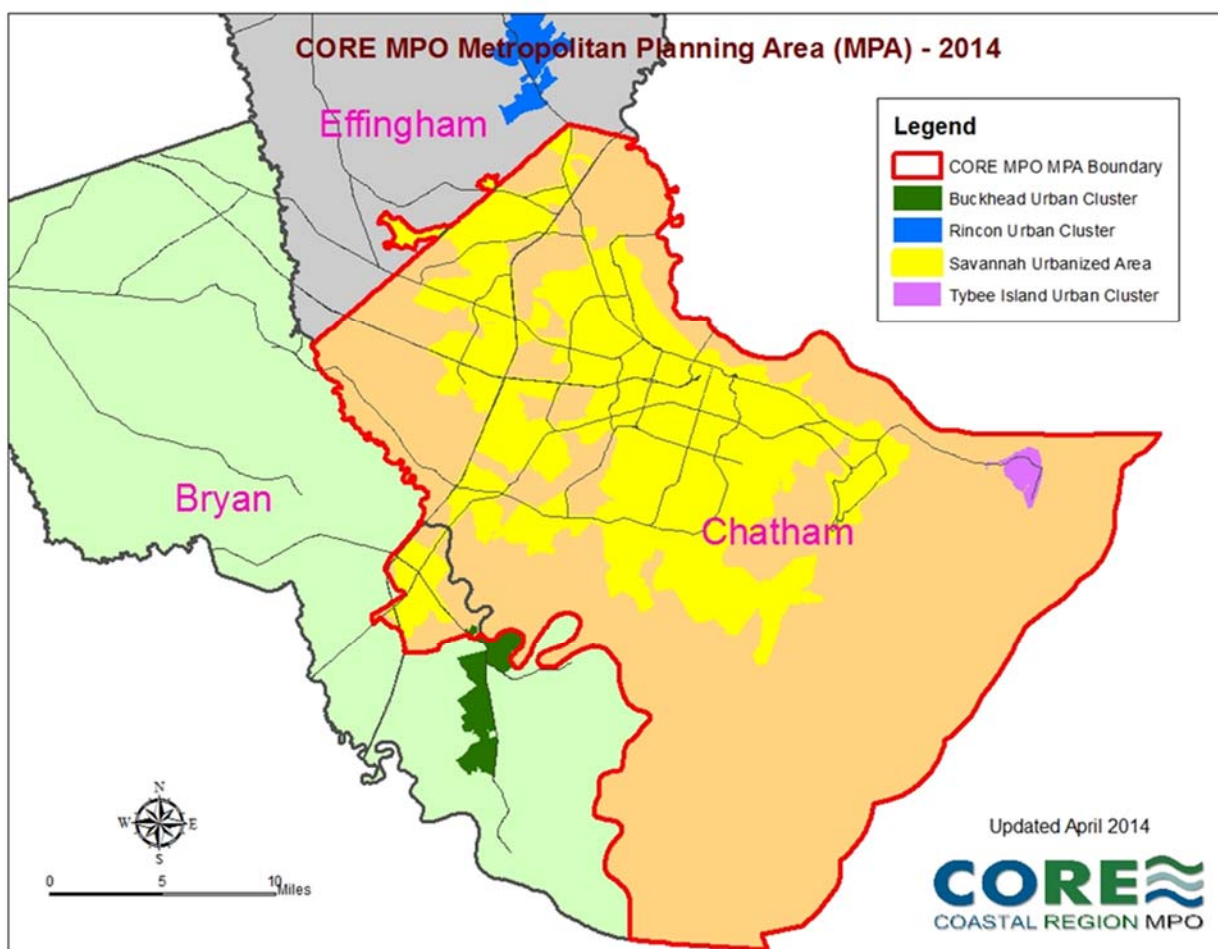 CORE MPO Metropolitan Planning Area (MPA) - 2014
Effingham
Legend
CORE MPO MPA Boundary
Buckhead Urban Cluster
Rincon Urban Cluster
Savannah Urbanized Area
Tybee Island Urban Cluster
Bryan
Chatham
N
W E
S
0 5 10 Miles
Updated April 2014
CORE
COASTAL REGION MPO